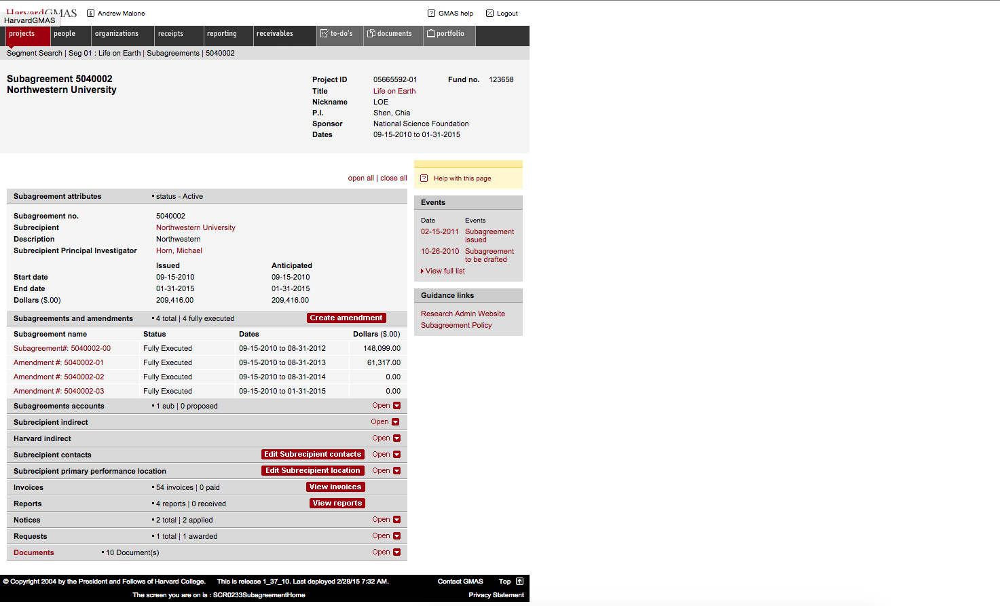 HarvardGMAS Andrew Malone GMAS help Logout
HarvardGMAS
projects people organizations receipts reporting receivables to-do's documents portfolio
Segment Search | Seg 01 : Life on Earth | Subagreements | 5040002
Subagreement 5040002
Northwestern University
Project ID 05665592-01 Fund no. 123658
Title Life on Earth
Nickname LOE
P.I. Shen, Chia
Sponsor National Science Foundation
Dates 09-15-2010 to 01-31-2015
open all | close all
Subagreement attributes ▪ status - Active
Subagreement no. 5040002
Subrecipient Northwestern University
Description Northwestern
Subrecipient Principal Investigator Horn, Michael
Issued Anticipated
Start date 09-15-2010 09-15-2010
End date 01-31-2015 01-31-2015
Dollars ($.00) 209,416.00 209,416.00
Subagreements and amendments ▪ 4 total | 4 fully executed Create amendment
Subagreement name Status Dates Dollars ($.00)
Subagreement#: 5040002-00 Fully Executed 09-15-2010 to 08-31-2012 148,099.00
Amendment #: 5040002-01 Fully Executed 09-15-2010 to 08-31-2013 61,317.00
Amendment #: 5040002-02 Fully Executed 09-15-2010 to 08-31-2014 0.00
Amendment #: 5040002-03 Fully Executed 09-15-2010 to 01-31-2015 0.00
Subagreements accounts ▪ 1 sub | 0 proposed Open
Subrecipient indirect Open
Harvard indirect Open
Subrecipient contacts Edit Subrecipient contacts Open
Subrecipient primary performance location Edit Subrecipient location Open
Invoices ▪ 54 invoices | 0 paid View invoices
Reports ▪ 4 reports | 0 received View reports
Notices ▪ 2 total | 2 applied Open
Requests ▪ 1 total | 1 awarded Open
Documents ▪ 10 Document(s) Open
Help with this page
Events
Date Events
02-15-2011 Subagreement
issued
10-26-2010 Subagreement
to be drafted
View full list
Guidance links
Research Admin Website
Subagreement Policy
© Copyright 2004 by the President and Fellows of Harvard College. This is release 1_37_10. Last deployed 2/28/15 7:32 AM. Contact GMAS Top
The screen you are on is : SCR0233SubagreementHome Privacy Statement